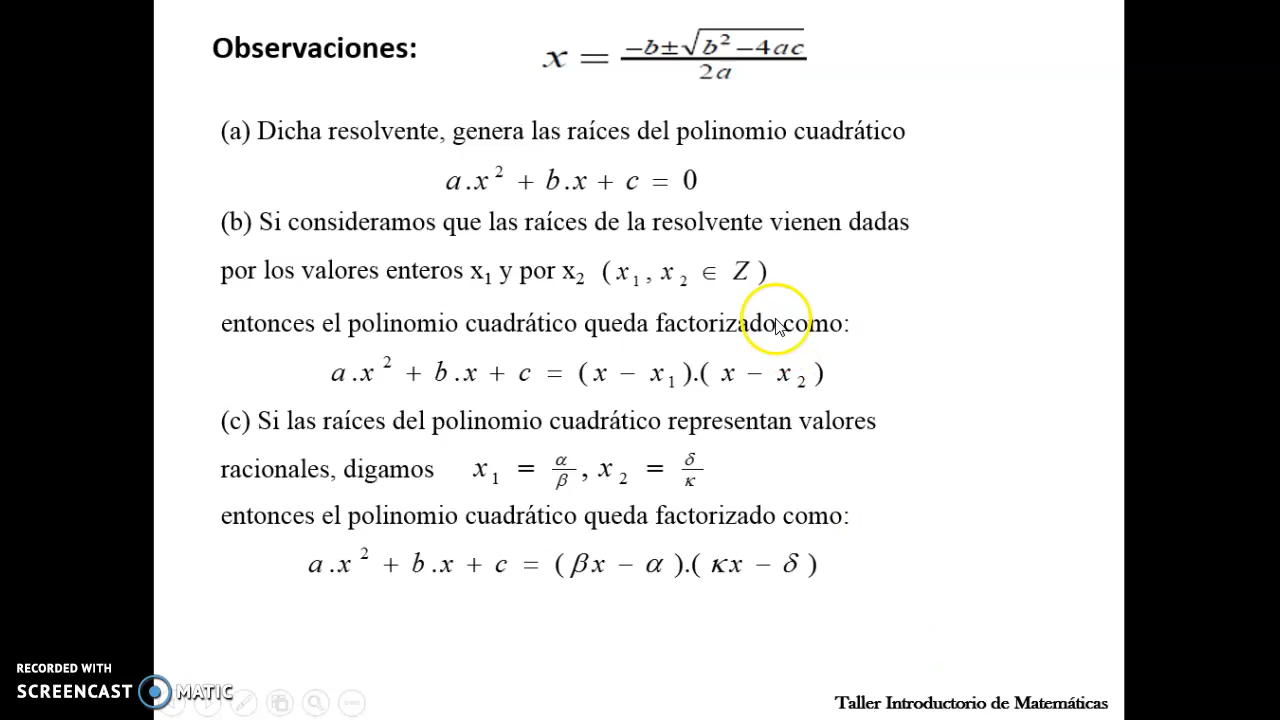 Observaciones: x = (-b±√(b² -4ac))/(2a)
(a) Dicha resolvente, genera las raíces del polinomio cuadrático
a.x² + b.x + c = 0
(b) Si consideramos que las raíces de la resolvente vienen dadas
por los valores enteros x₁ y por x₂ (x₁, x₂ ∈ Z)
entonces el polinomio cuadrático queda factorizado como:
a.x² + b.x + c = (x − x₁).( x − x₂)
(c) Si las raíces del polinomio cuadrático representan valores
racionales, digamos x₁ = α/β, x₂ = δ/κ
entonces el polinomio cuadrático queda factorizado como:
a.x² + b.x + c = (βx − α).( κx − δ)
RECORDED WITH
SCREENCAST MATIC
Taller Introductorio de Matemáticas